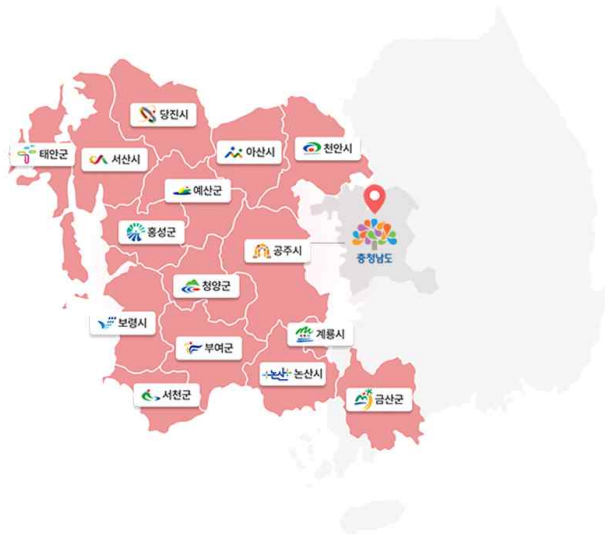 당진시
태안군
서산시
아산시
천안시
예산군
홍성군
공주시
충청남도
청양군
보령시
계룡시
부여군
논산 논산시
서천군
금산군